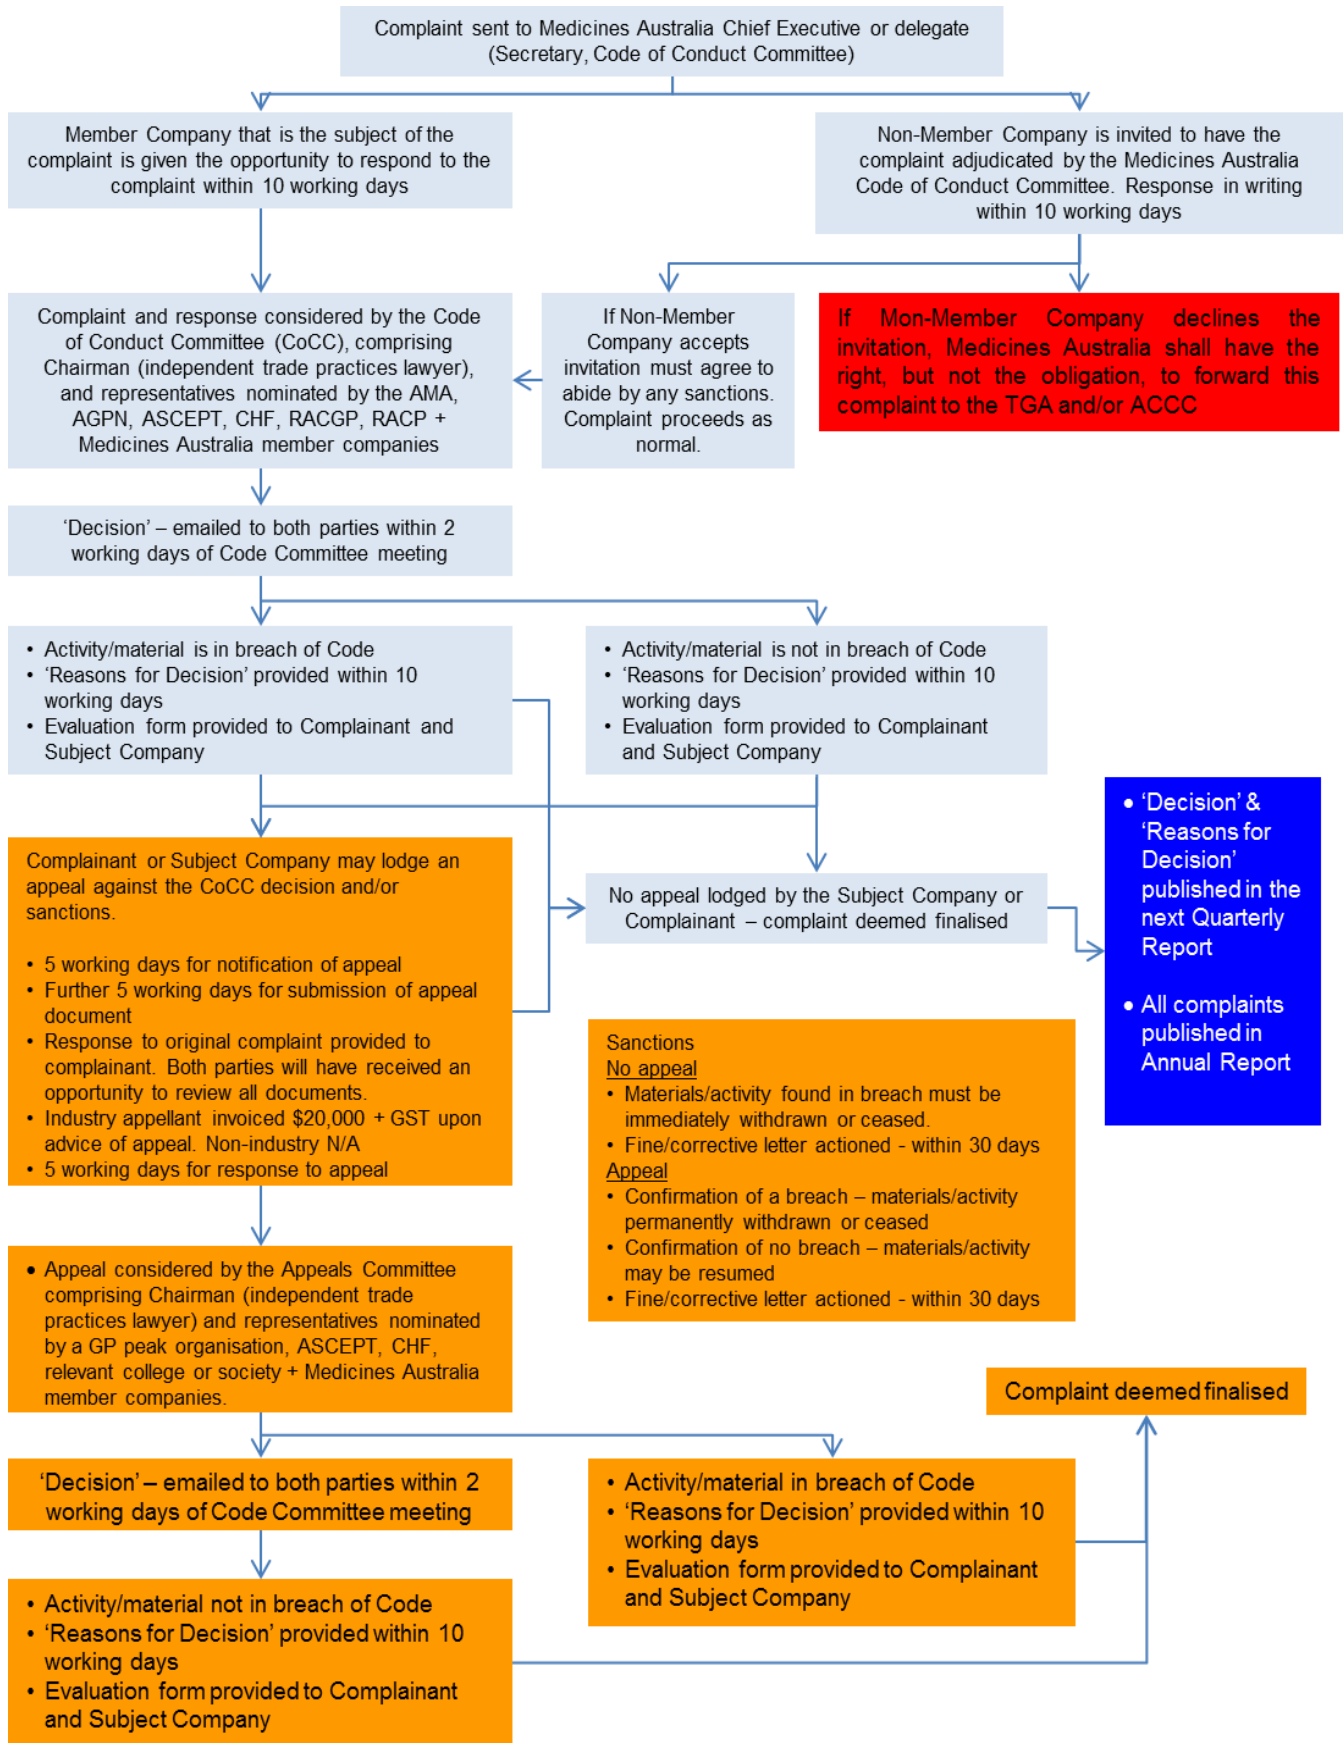 Complaint sent to Medicines Australia Chief Executive or delegate
(Secretary, Code of Conduct Committee)
Member Company that is the subject of the
complaint is given the opportunity to respond to the
complaint within 10 working days
Non-Member Company is invited to have the
complaint adjudicated by the Medicines Australia
Code of Conduct Committee. Response in writing
within 10 working days
Complaint and response considered by the Code
of Conduct Committee (CoCC), comprising
Chairman (independent trade practices lawyer),
and representatives nominated by the AMA,
AGPN, ASCEPT, CHF, RACGP, RACP +
Medicines Australia member companies
If Non-Member
Company accepts
invitation must agree to
abide by any sanctions.
Complaint proceeds as
normal.
If Mon-Member Company declines the
invitation, Medicines Australia shall have the
right, but not the obligation, to forward this
complaint to the TGA and/or ACCC
‘Decision’ – emailed to both parties within 2
working days of Code Committee meeting
• Activity/material is in breach of Code
• ‘Reasons for Decision’ provided within 10
working days
• Evaluation form provided to Complainant and
Subject Company
• Activity/material is not in breach of Code
• ‘Reasons for Decision’ provided within 10
working days
• Evaluation form provided to Complainant
and Subject Company
Complainant or Subject Company may lodge an
appeal against the CoCC decision and/or
sanctions.
• 5 working days for notification of appeal
• Further 5 working days for submission of appeal
document
• Response to original complaint provided to
complainant. Both parties will have received an
opportunity to review all documents.
• Industry appellant invoiced $20,000 + GST upon
advice of appeal. Non-industry N/A
• 5 working days for response to appeal
No appeal lodged by the Subject Company or
Complainant – complaint deemed finalised
• ‘Decision’ &
‘Reasons for
Decision’
published in the
next Quarterly
Report
• All complaints
published in
Annual Report
Sanctions
No appeal
• Materials/activity found in breach must be
immediately withdrawn or ceased.
• Fine/corrective letter actioned - within 30 days
Appeal
• Confirmation of a breach – materials/activity
permanently withdrawn or ceased
• Confirmation of no breach – materials/activity
may be resumed
• Fine/corrective letter actioned - within 30 days
• Appeal considered by the Appeals Committee
comprising Chairman (independent trade
practices lawyer) and representatives nominated
by a GP peak organisation, ASCEPT, CHF,
relevant college or society + Medicines Australia
member companies.
Complaint deemed finalised
‘Decision’ – emailed to both parties within 2
working days of Code Committee meeting
• Activity/material in breach of Code
• ‘Reasons for Decision’ provided within 10
working days
• Evaluation form provided to Complainant
and Subject Company
• Activity/material not in breach of Code
• ‘Reasons for Decision’ provided within 10
working days
• Evaluation form provided to Complainant
and Subject Company